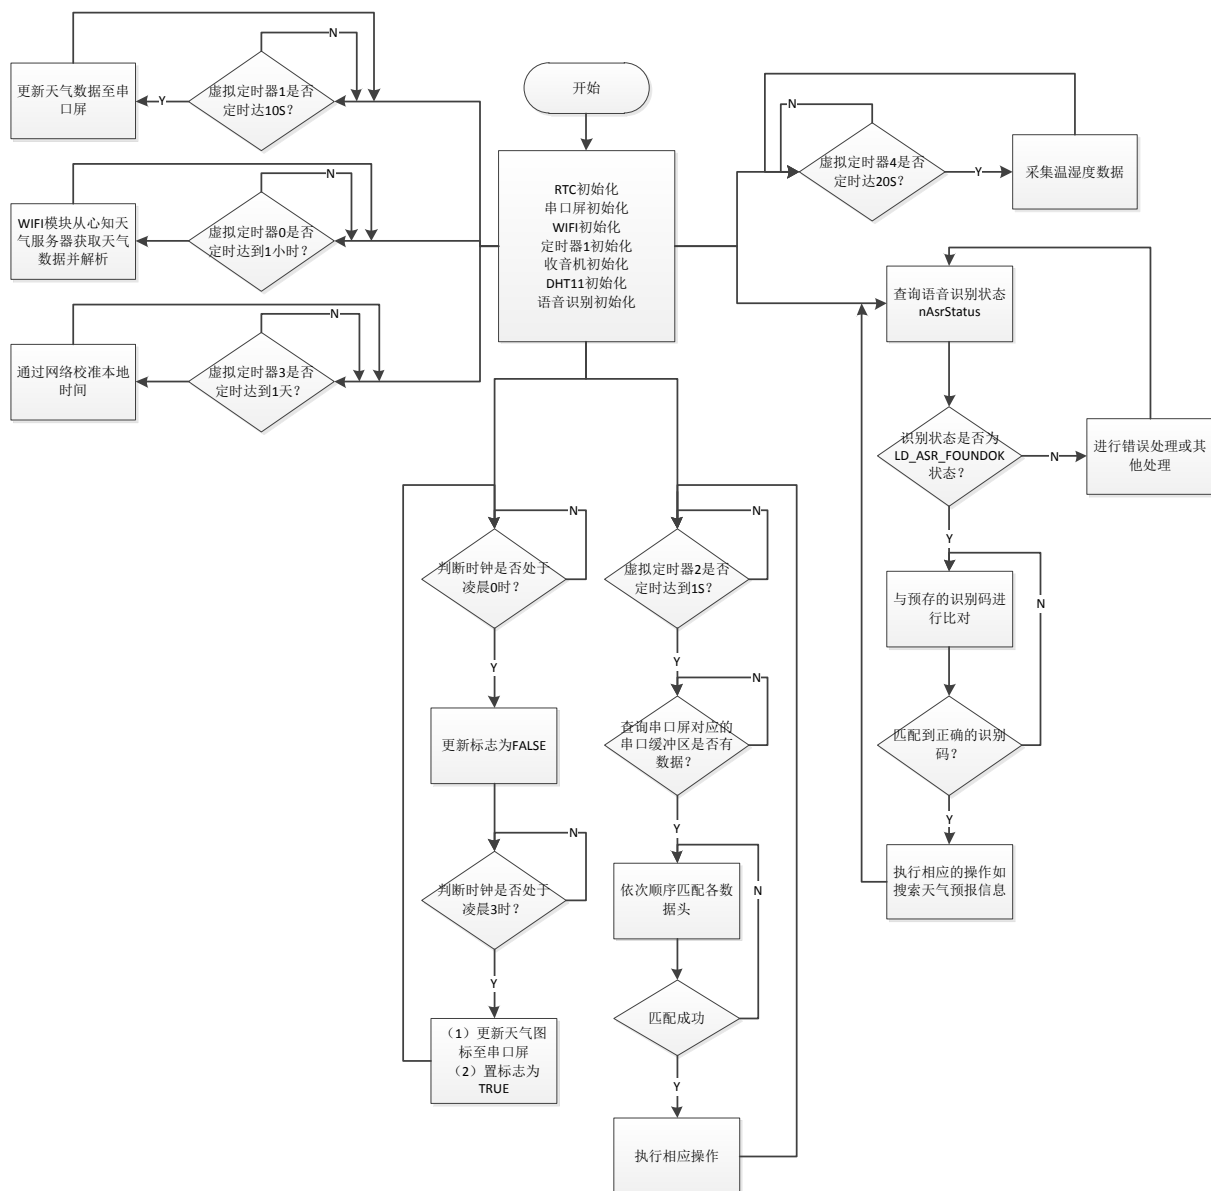 开始
RTC初始化
串口屏初始化
WIFI初始化
定时器1初始化
收音机初始化
DHT11初始化
语音识别初始化
N
虚拟定时器1是否
定时达10S？
Y
更新天气数据至串
口屏
N
虚拟定时器0是否
定时达到1小时？
WIFI模块从心知天
气服务器获取天气
数据并解析
N
虚拟定时器3是否
定时达到1天？
通过网络校准本地
时间
N
虚拟定时器4是否
定时达20S？
Y
采集温湿度数据
查询语音识别状态
nAsrStatus
识别状态是否为
LD_ASR_FOUNDOK
状态？
N
进行错误处理或其
他处理
Y
与预存的识别码进
行比对
N
匹配到正确的识别
码？
Y
执行相应的操作如
搜索天气预报信息
N
判断时钟是否处于
凌晨0时？
Y
更新标志为FALSE
N
判断时钟是否处于
凌晨3时？
Y
（1）更新天气图
标至串口屏
（2）置标志为
TRUE
N
虚拟定时器2是否
定时达到1S？
Y
N
查询串口屏对应的
串口缓冲区是否有
数据？
Y
依次顺序匹配各数
据头
N
匹配成功
Y
执行相应操作